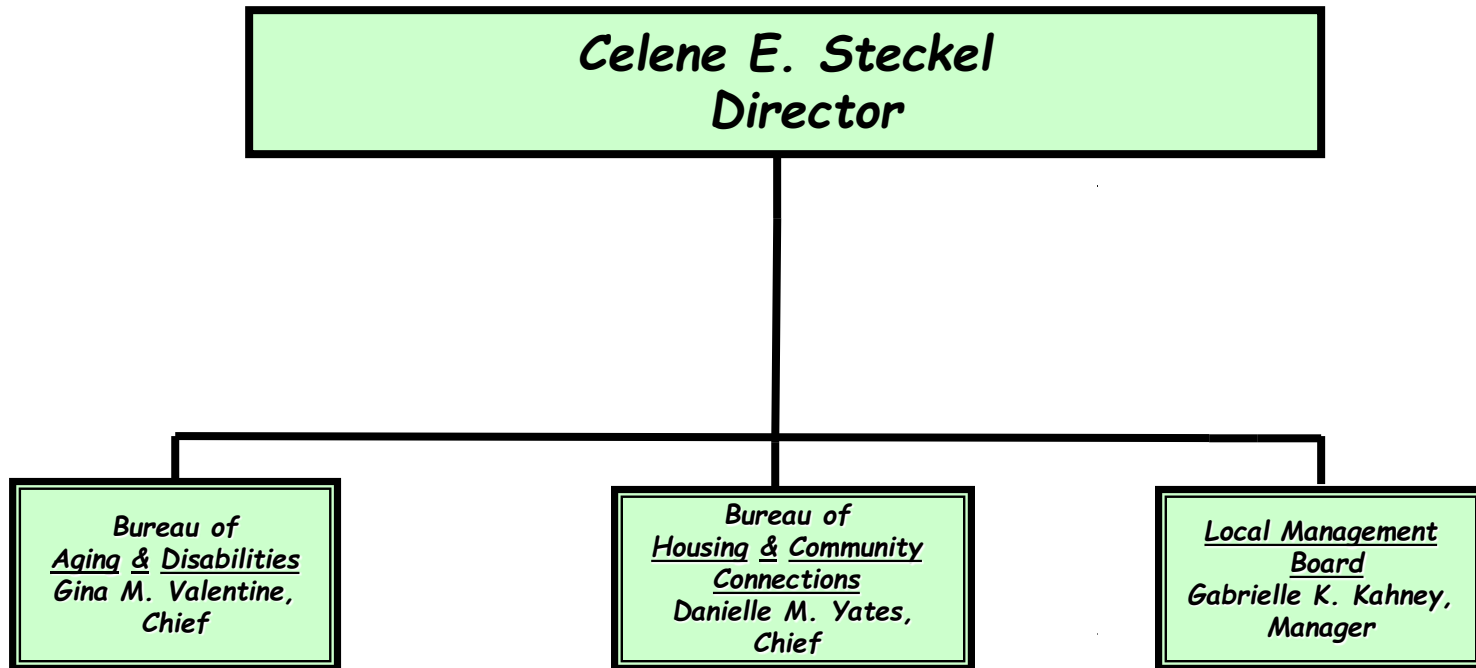 Celene E. Steckel
Director
Bureau of
Aging & Disabilities
Gina M. Valentine,
Chief
Bureau of
Housing & Community
Connections
Danielle M. Yates,
Chief
Local Management
Board
Gabrielle K. Kahney,
Manager